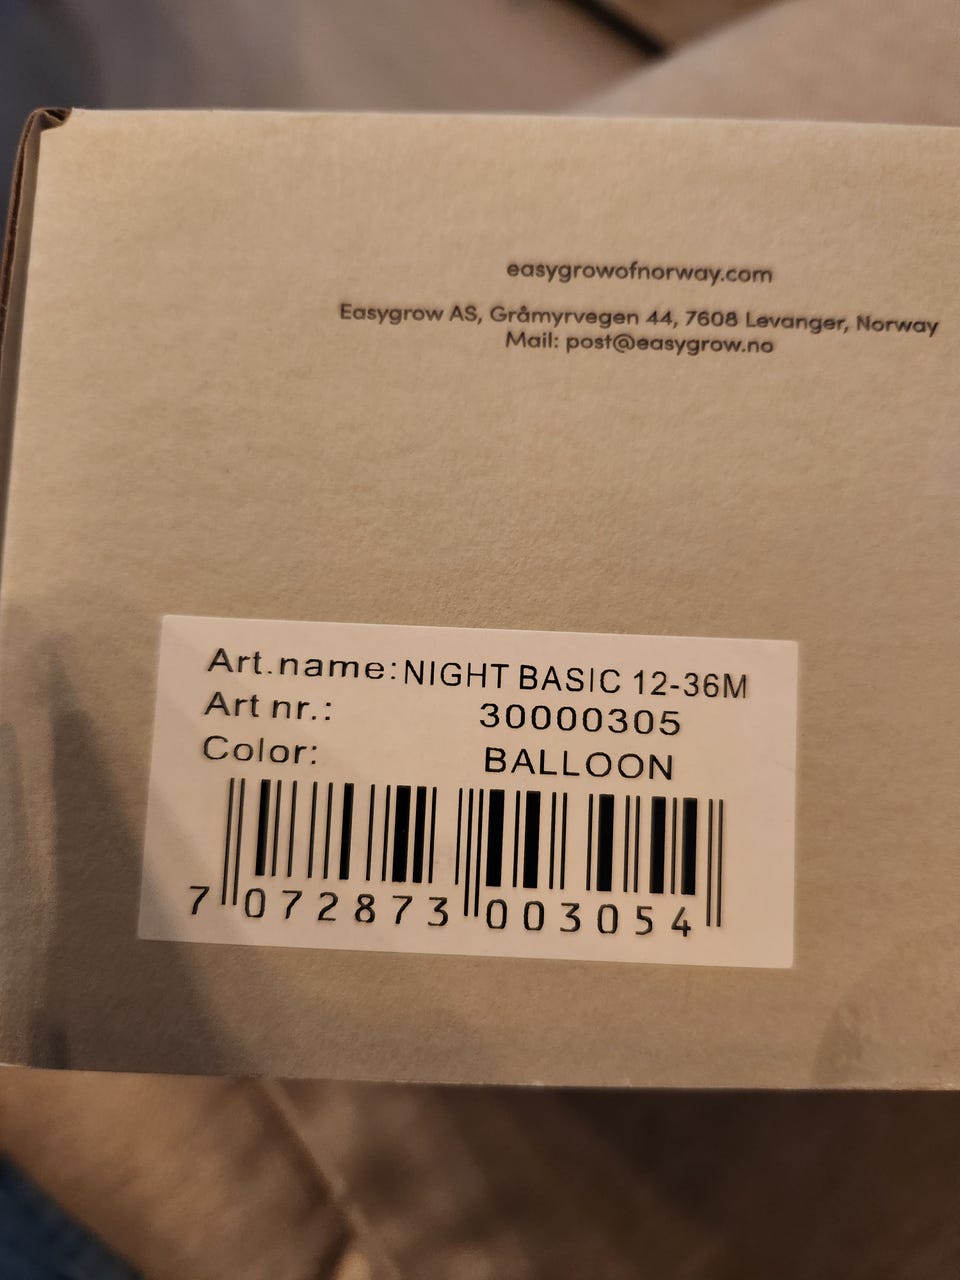 easygrowofnorway.com
Easygrow AS, Gråmyrvegen 44, 7608 Levanger, Norway
Mail: post@easygrow.no
Art.name:NIGHT BASIC 12-36M
Art nr.: 30000305
Color: BALLOON
7 072873 003054